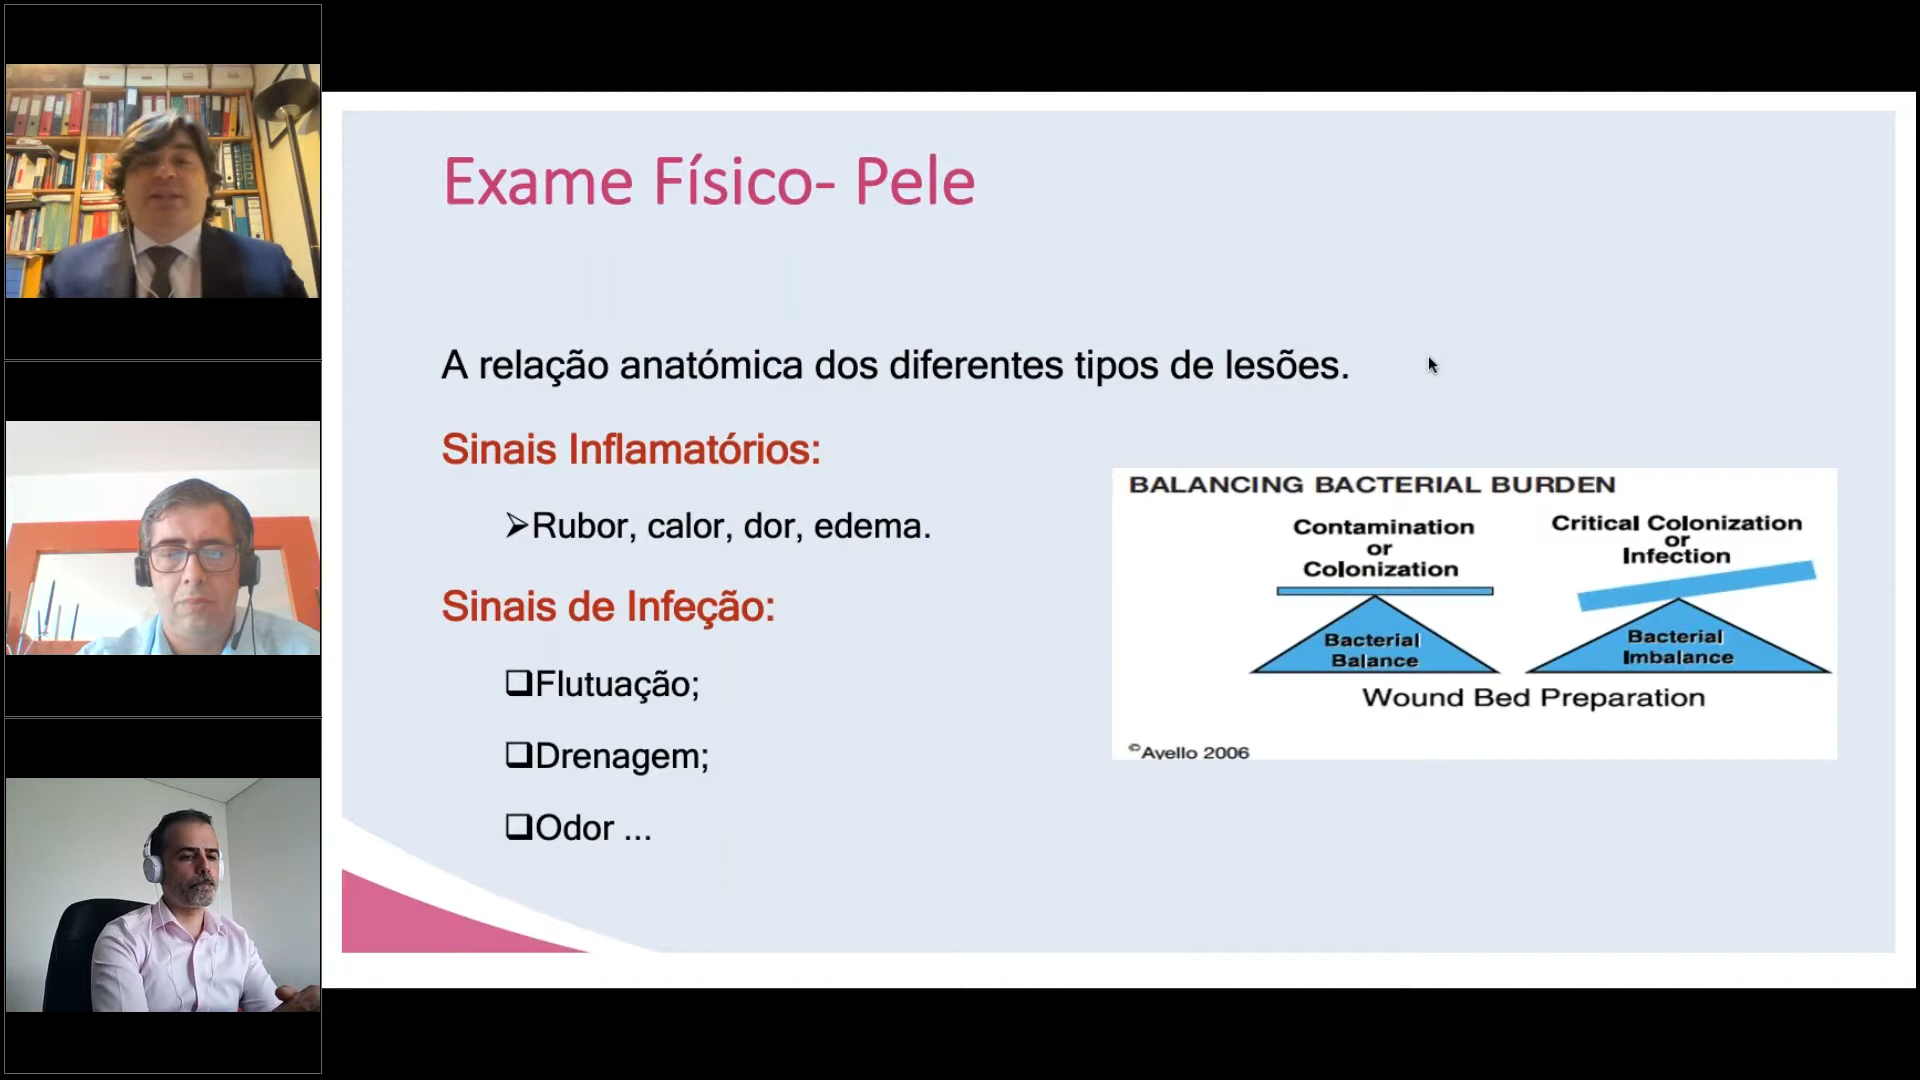 Exame Físico- Pele
A relação anatómica dos diferentes tipos de lesões.
Sinais Inflamatórios:
Rubor, calor, dor, edema.
Sinais de Infeção:
Flutuação;
Drenagem;
Odor ...
BALANCING BACTERIAL BURDEN
Contamination
or
Colonization
Bacterial
Balance
Critical Colonization
or
Infection
Bacterial
Imbalance
Wound Bed Preparation
©Ayello 2006